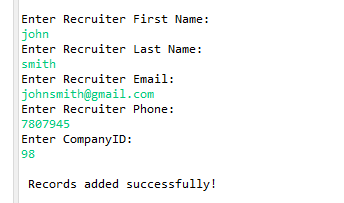 Enter Recruiter First Name:
john
Enter Recruiter Last Name:
smith
Enter Recruiter Email:
johnsmith@gmail.com
Enter Recruiter Phone:
7807945
Enter CompanyID:
98
Records added successfully!